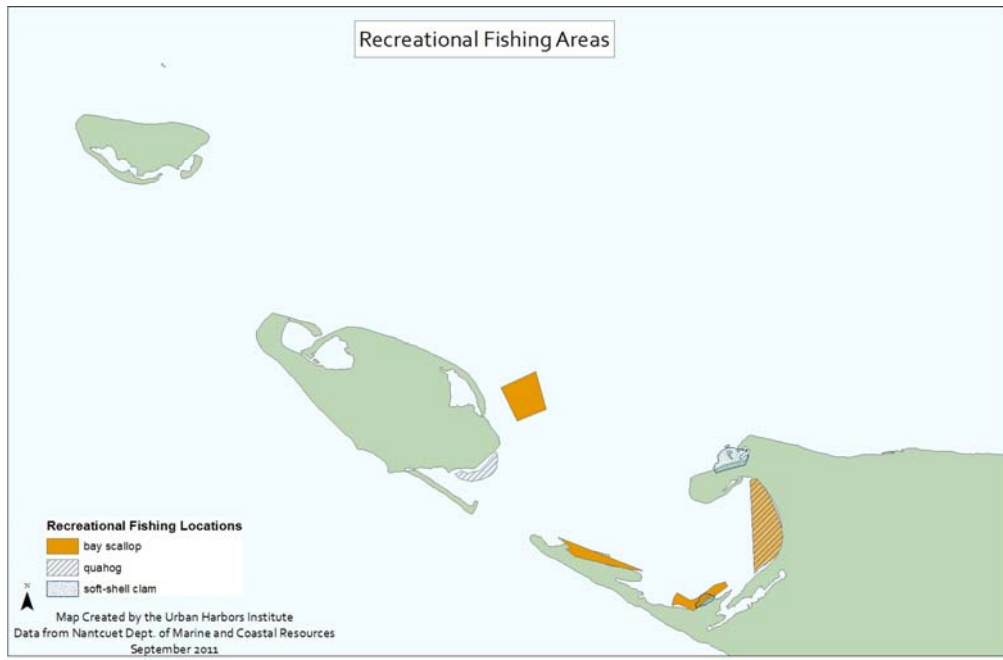 Recreational Fishing Areas
Recreational Fishing Locations
bay scallop
quahog
soft-shell clam
N
Map Created by the Urban Harbors Institute
Data from Nantcuet Dept. of Marine and Coastal Resources
September 2011